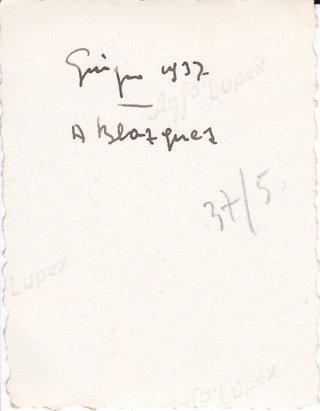 Giugno 1937
Agfa-Lupex
A Blazquez
37/5
Lupex
Agfa-Lupex